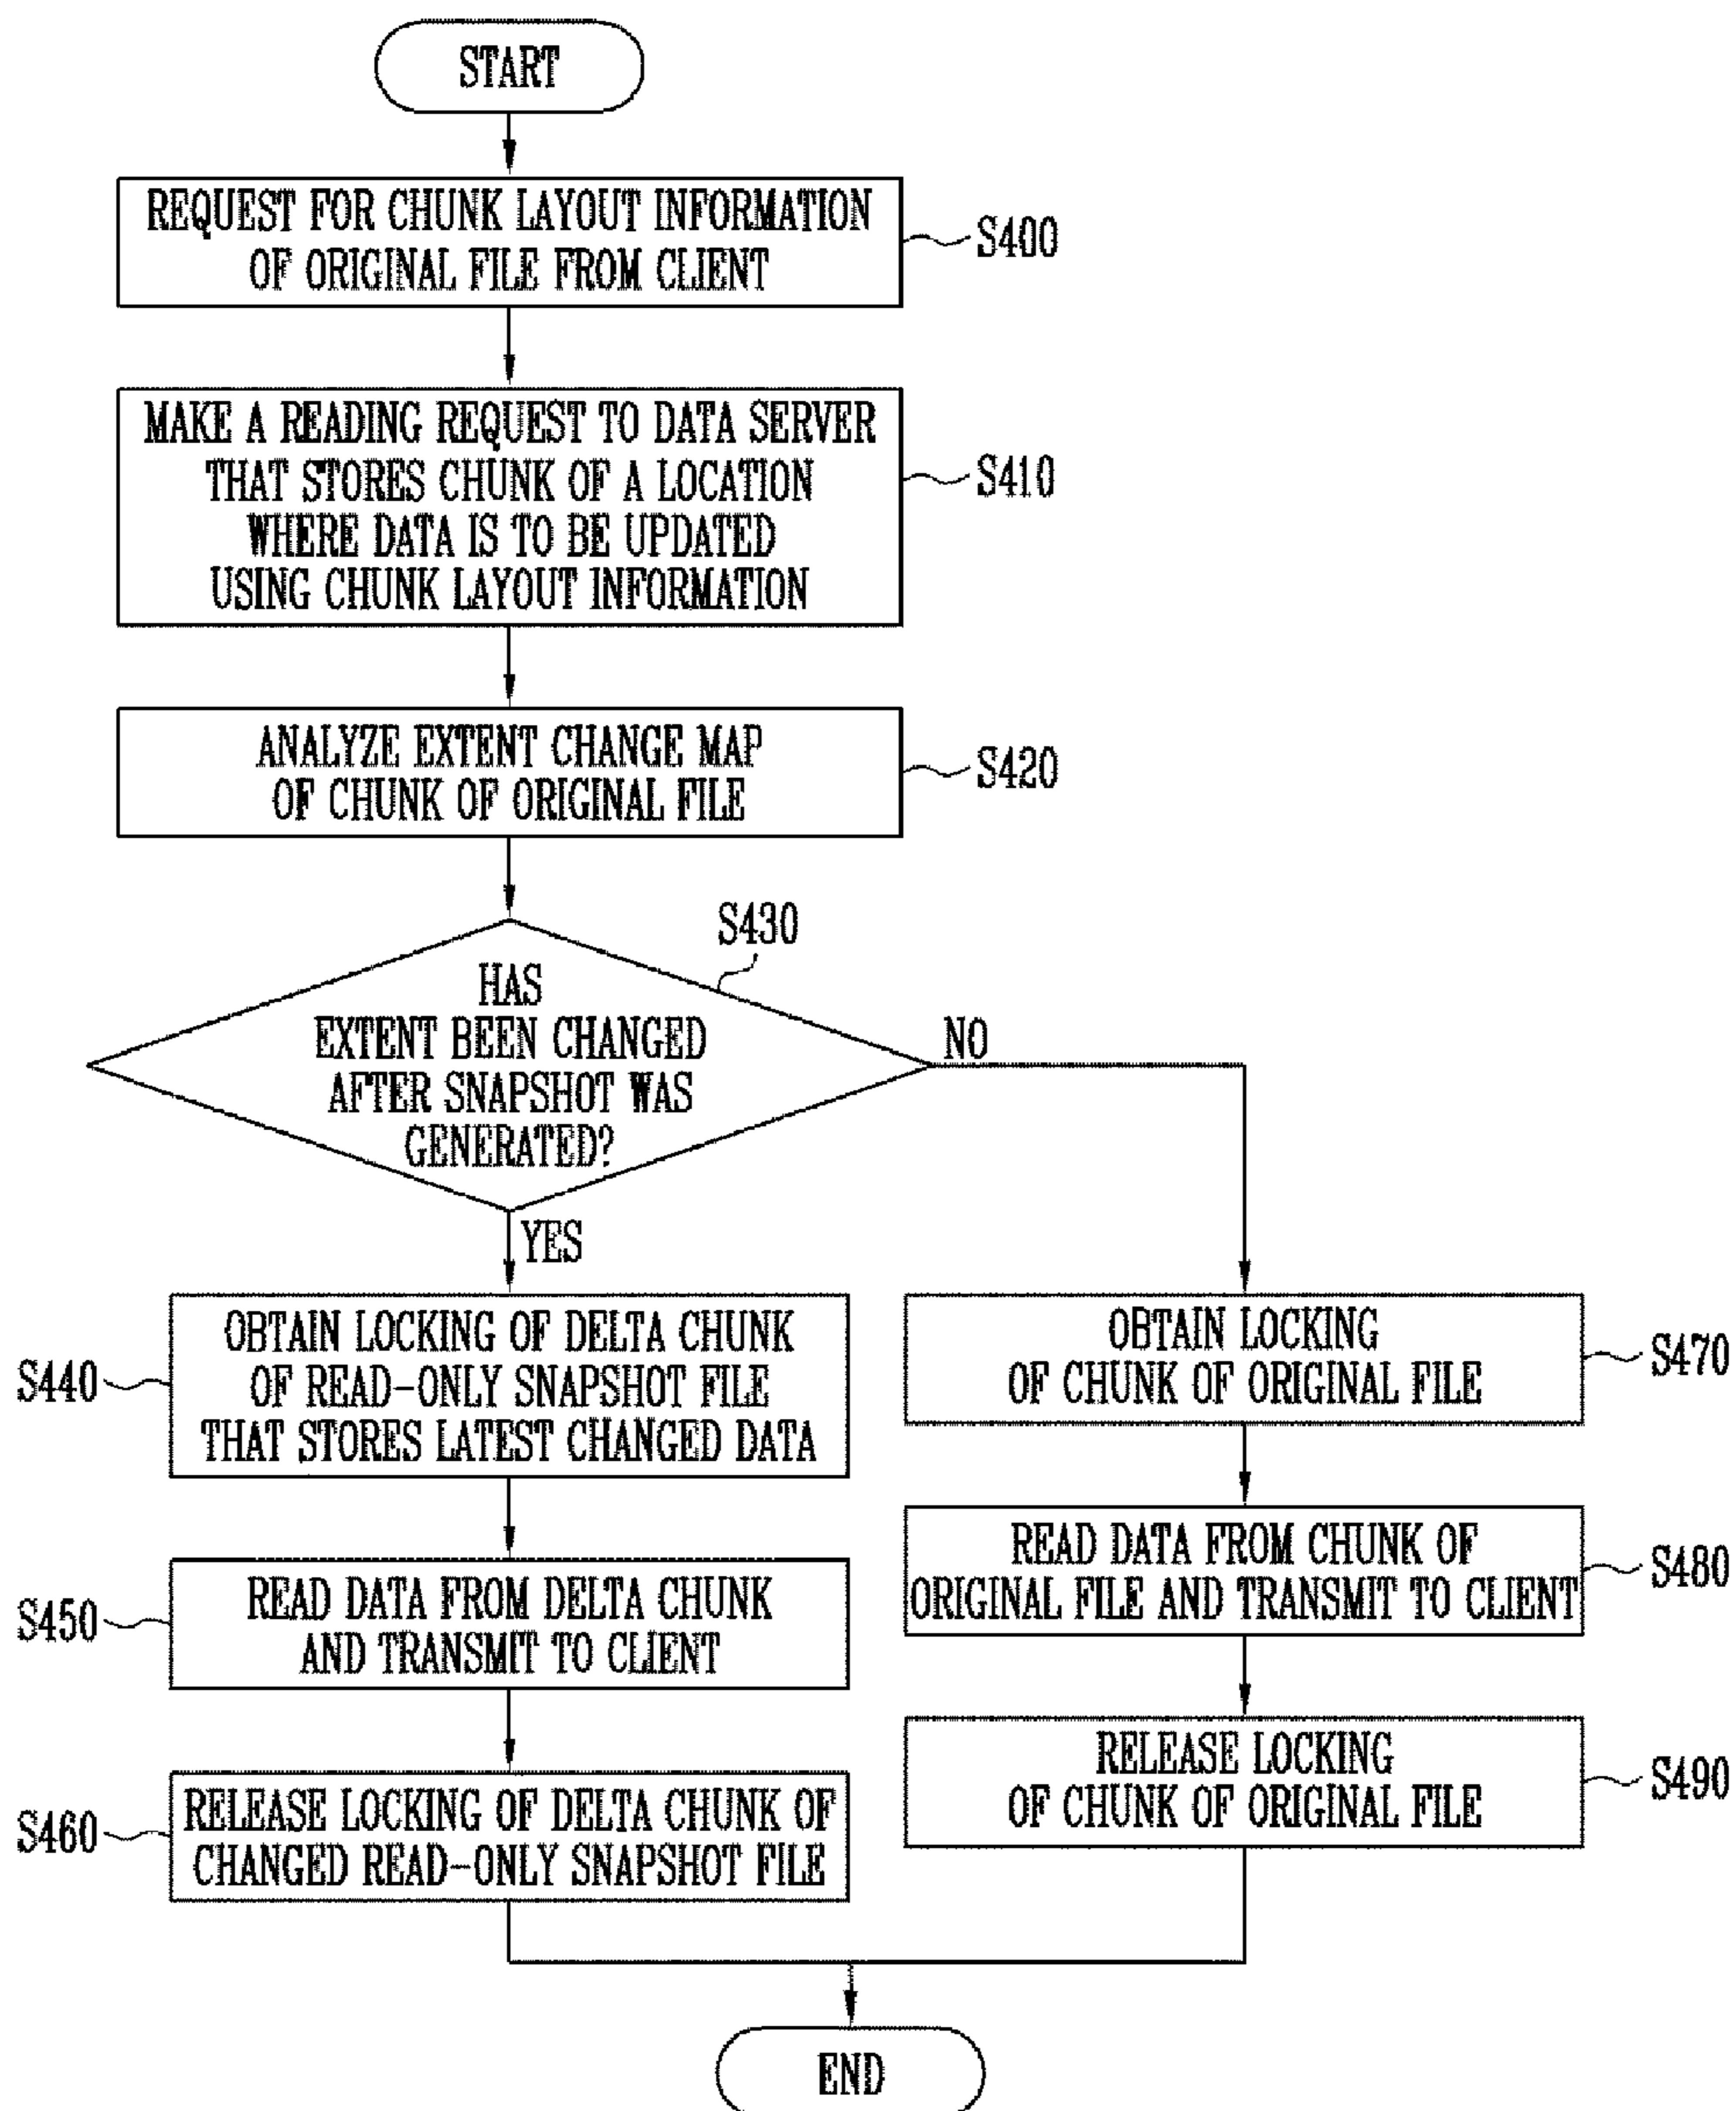 START
REQUEST FOR CHUNK LAYOUT INFORMATION
OF ORIGINAL FILE FROM CLIENT
S400
MAKE A READING REQUEST TO DATA SERVER
THAT STORES CHUNK OF A LOCATION
WHERE DATA IS TO BE UPDATED
USING CHUNK LAYOUT INFORMATION
S410
ANALYZE EXTENT CHANGE MAP
OF CHUNK OF ORIGINAL FILE
S420
S430
HAS
EXTENT BEEN CHANGED
AFTER SNAPSHOT WAS
GENERATED?
NO
YES
OBTAIN LOCKING OF DELTA CHUNK
OF READ-ONLY SNAPSHOT FILE
THAT STORES LATEST CHANGED DATA
S440
READ DATA FROM DELTA CHUNK
AND TRANSMIT TO CLIENT
S450
RELEASE LOCKING OF DELTA CHUNK OF
CHANGED READ-ONLY SNAPSHOT FILE
S460
OBTAIN LOCKING
OF CHUNK OF ORIGINAL FILE
S470
READ DATA FROM CHUNK OF
ORIGINAL FILE AND TRANSMIT TO CLIENT
S480
RELEASE LOCKING
OF CHUNK OF ORIGINAL FILE
S490
END